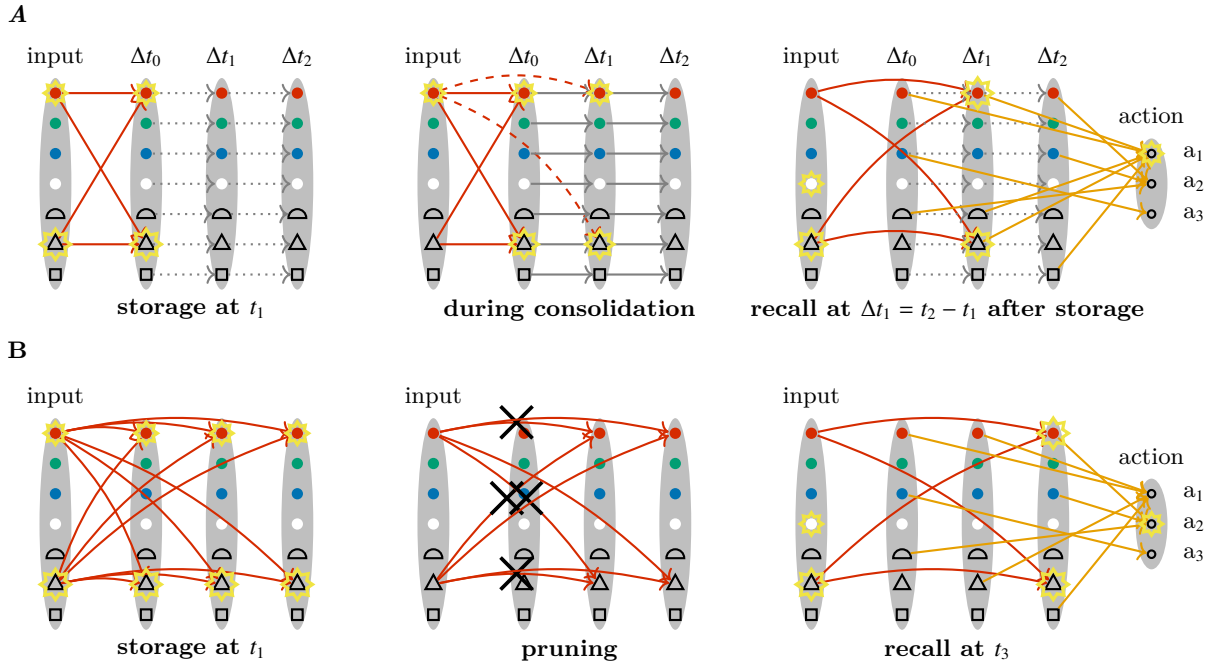 A
input Δt₀ Δt₁ Δt₂
input Δt₀ Δt₁ Δt₂
input Δt₀ Δt₁ Δt₂
action
a₁
a₂
a₃
storage at t₁
during consolidation
recall at Δt₁ = t₂ − t₁ after storage
B
input
input
input
action
a₁
a₂
a₃
storage at t₁
pruning
recall at t₃